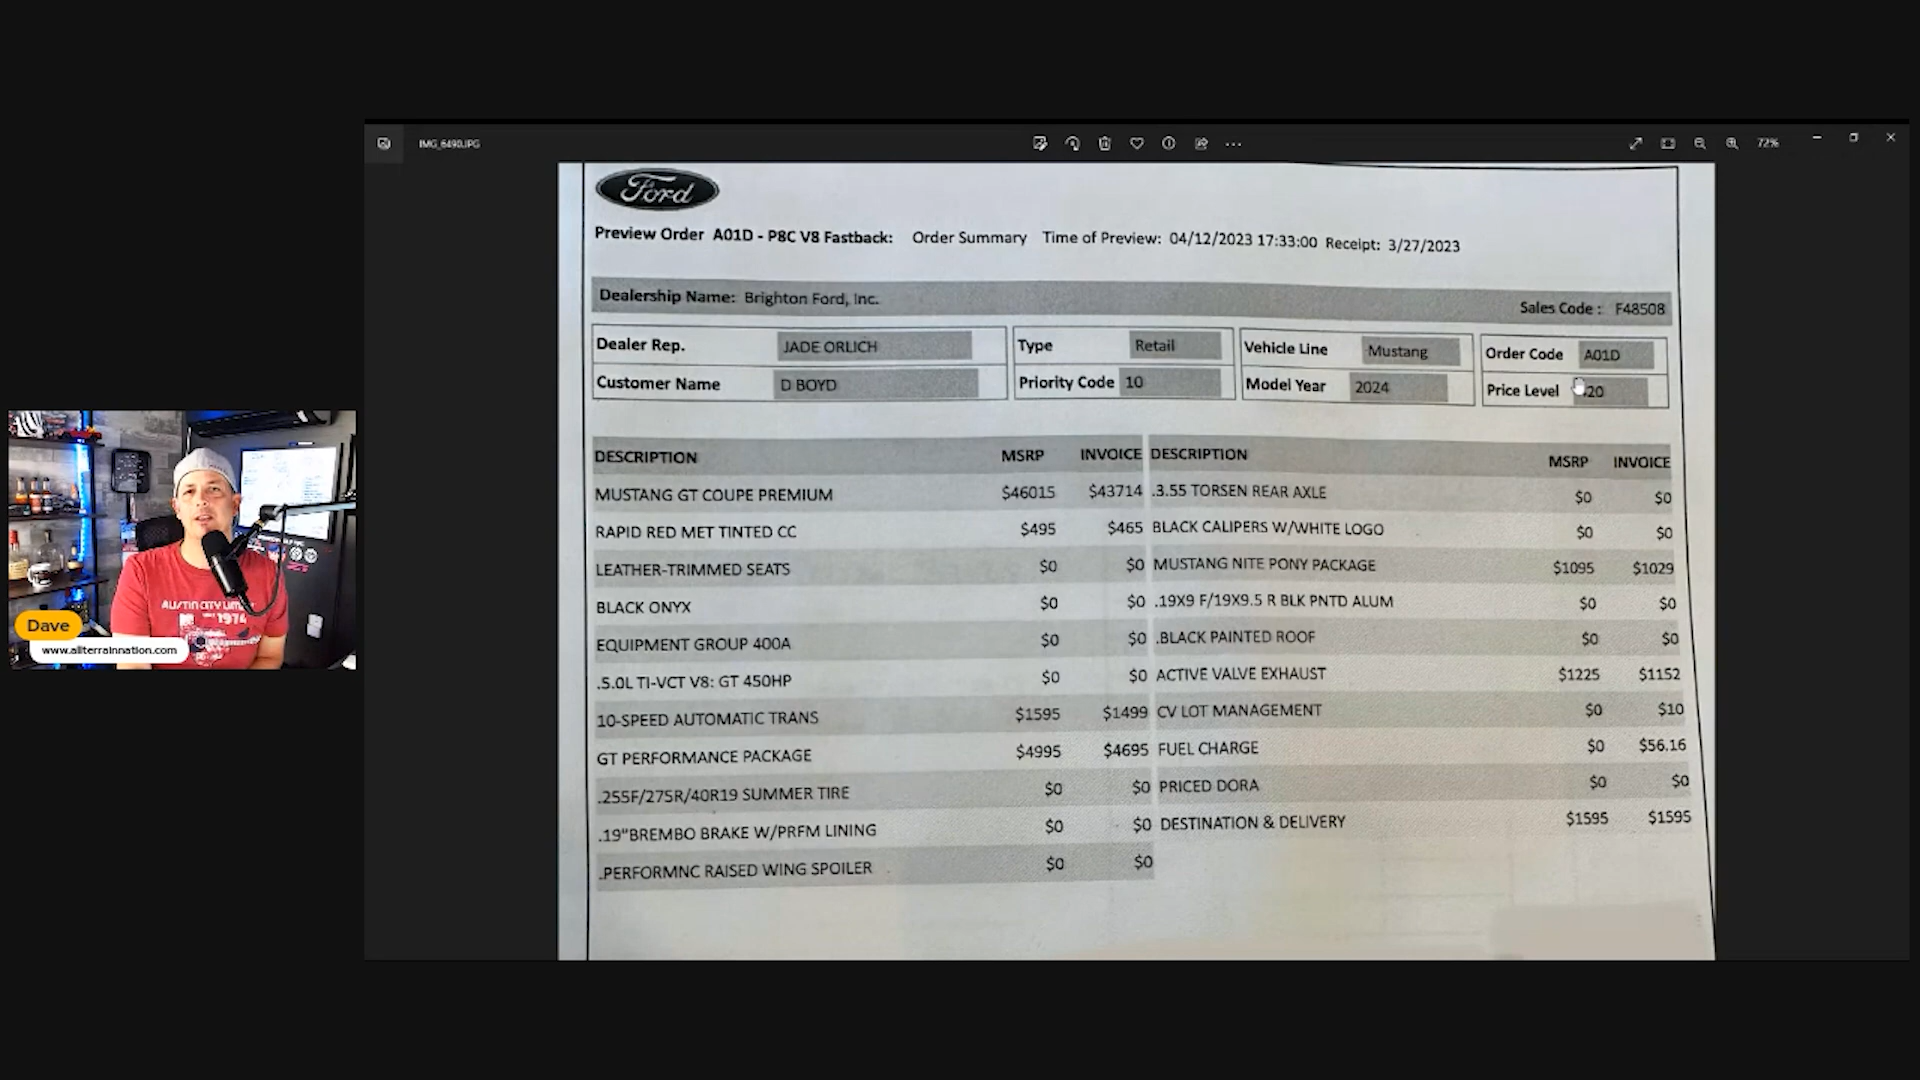 IMG_6490.JPG
72%
Ford
Preview Order A01D - P8C V8 Fastback: Order Summary Time of Preview: 04/12/2023 17:33:00 Receipt: 3/27/2023
Dealership Name: Brighton Ford, Inc. Sales Code : F48508
Dealer Rep. JADE ORLICH Type Retail Vehicle Line Mustang Order Code A01D
Customer Name D BOYD Priority Code 10 Model Year 2024 Price Level
DESCRIPTION MSRP INVOICE DESCRIPTION MSRP INVOICE
MUSTANG GT COUPE PREMIUM $46015 $43714 .3.55 TORSEN REAR AXLE $0 $0
RAPID RED MET TINTED CC $495 $465 BLACK CALIPERS W/WHITE LOGO $0 $0
LEATHER-TRIMMED SEATS $0 $0 MUSTANG NITE PONY PACKAGE $1095 $1029
BLACK ONYX $0 $0 .19X9 F/19X9.5 R BLK PNTD ALUM $0 $0
EQUIPMENT GROUP 400A $0 $0 .BLACK PAINTED ROOF $0 $0
.5.0L TI-VCT V8: GT 450HP $0 $0 ACTIVE VALVE EXHAUST $1225 $1152
10-SPEED AUTOMATIC TRANS $1595 $1499 CV LOT MANAGEMENT $0 $10
GT PERFORMANCE PACKAGE $4995 $4695 FUEL CHARGE $0 $56.16
.255F/275R/40R19 SUMMER TIRE $0 $0 PRICED DORA $0 $0
.19"BREMBO BRAKE W/PRFM LINING $0 $0 DESTINATION & DELIVERY $1595 $1595
.PERFORMNC RAISED WING SPOILER $0 $0
AUSTIN CITY
1974
Dave
www.allterrainnation.com